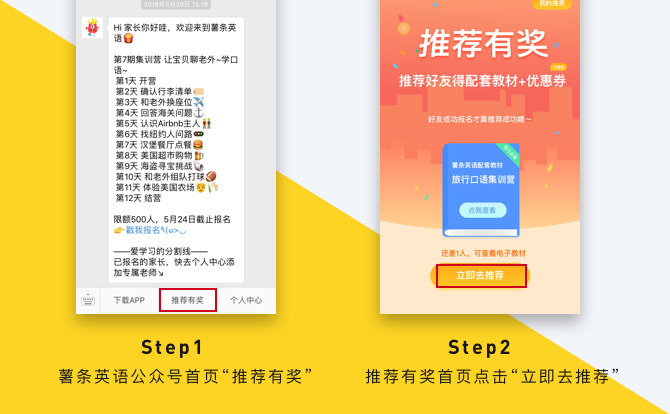 2018年6月20日 19:19
Hi 家长你好哇，欢迎来到薯条英
语🍟
第7期集训营 让宝贝聊老外~学口
语~
第1天 开营
第2天 确认行李清单
第3天 和老外换座位✈️
第4天 回答海关问题⚓
第5天 认识Airbnb主人👫
第6天 找纽约人问路🚥
第7天 汉堡餐厅点餐🍔
第8天 美国超市购物🍺
第9天 海盗寻宝挑战
第10天 和老外组队打球🏀
第11天 体验美国农场
第12天 结营
限额500人，5月24日截止报名
👉戳我报名٩(๑>◡
——爱学习的分割线——
已报名的家长，快去个人中心添
加专属老师↘
下载APP
推荐有奖
个人中心
Step1
薯条英语公众号首页“推荐有奖”
我的推荐
推荐有奖
推荐好友得配套教材+优惠券
好友成功报名才算推荐成功哦~
薯条英语配套教材
旅行口语集训营
点我查看
还差1人，可查看电子教材
立即去推荐
Step2
推荐有奖首页点击“立即去推荐”